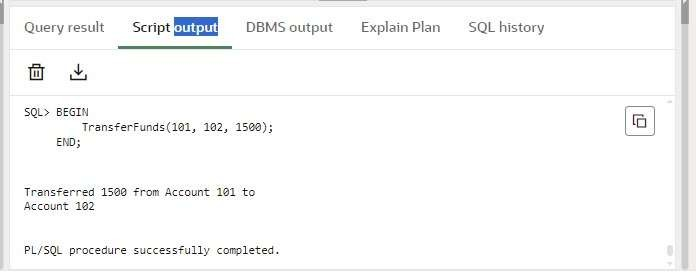 Query result Script output DBMS output Explain Plan SQL history
SQL> BEGIN
TransferFunds(101, 102, 1500);
END;
Transferred 1500 from Account 101 to
Account 102
PL/SQL procedure successfully completed.